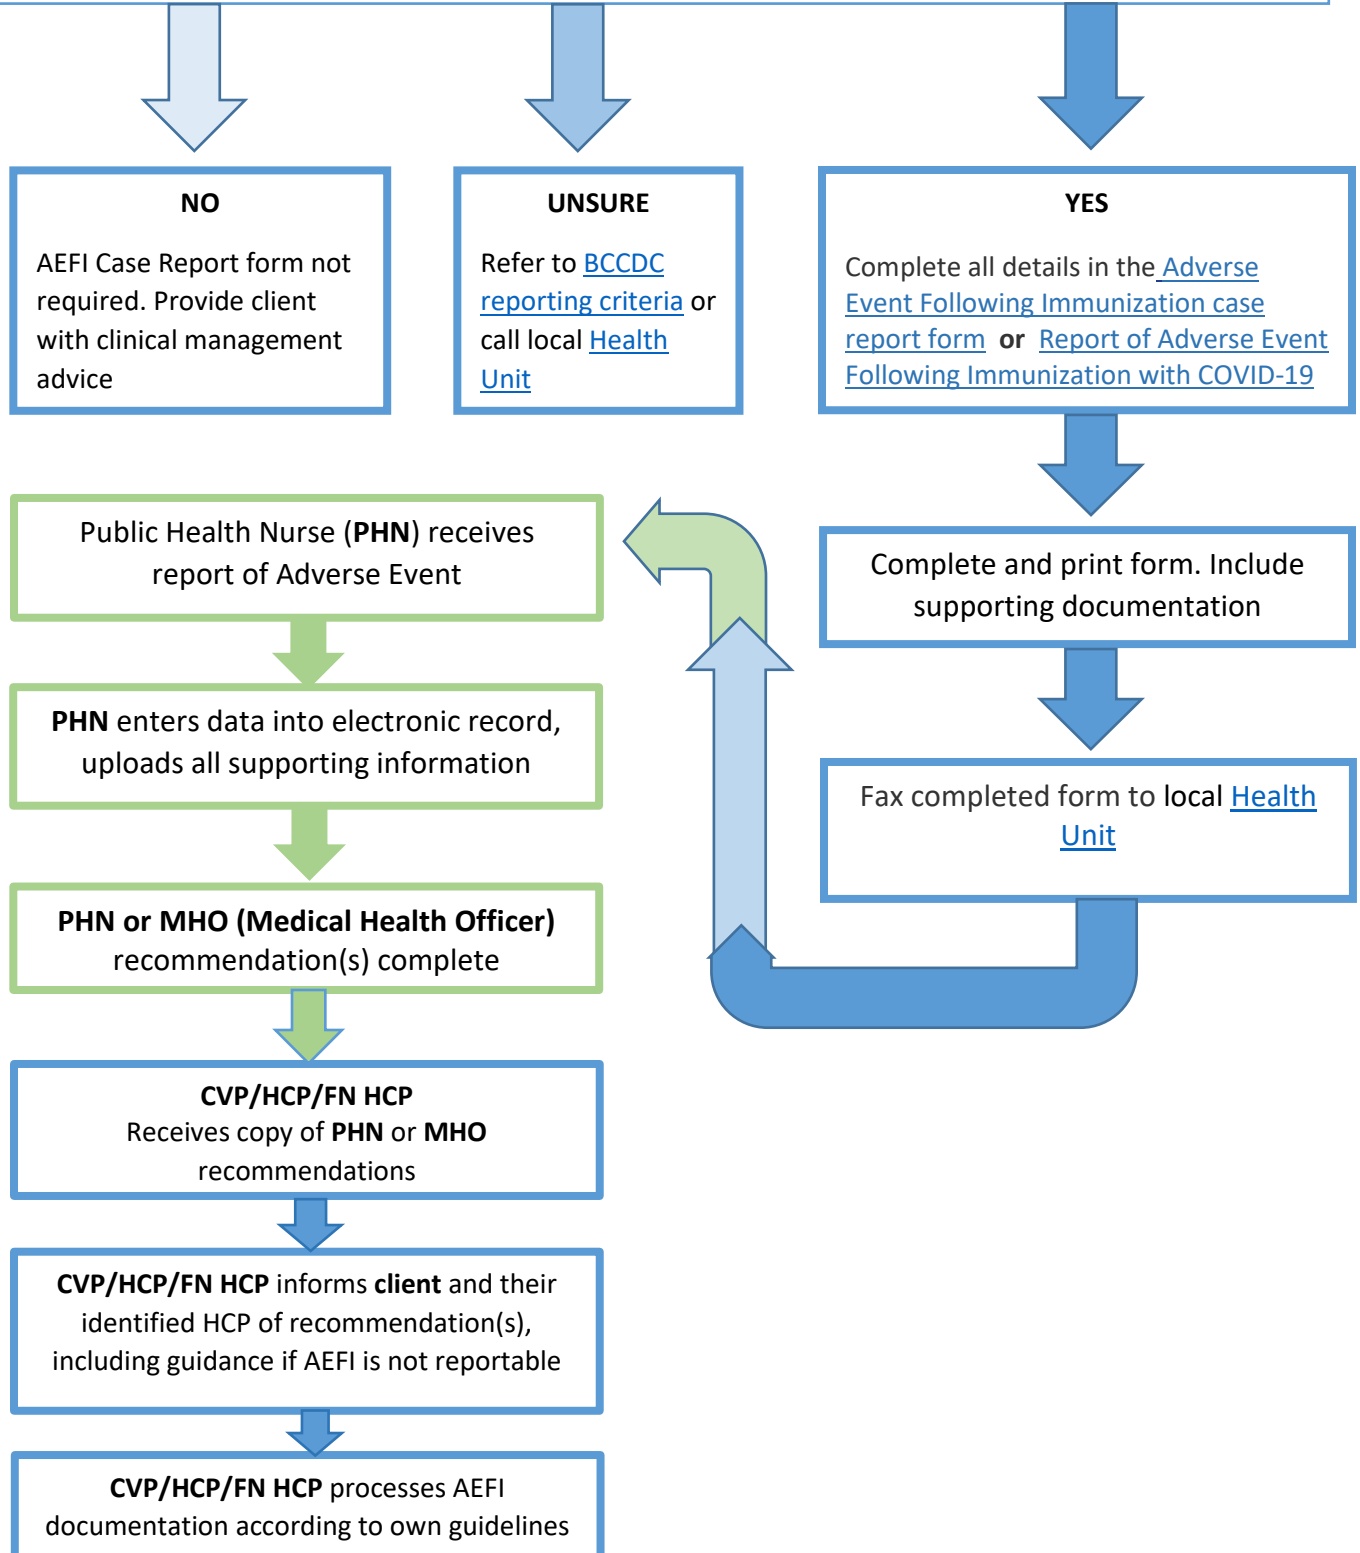 NO
AEFI Case Report form not
required. Provide client
with clinical management
advice
UNSURE
Refer to BCCDC
reporting criteria or
call local Health
Unit
YES
Complete all details in the Adverse
Event Following Immunization case
report form or Report of Adverse Event
Following Immunization with COVID-19
Complete and print form. Include
supporting documentation
Fax completed form to local Health
Unit
Public Health Nurse (PHN) receives
report of Adverse Event
PHN enters data into electronic record,
uploads all supporting information
PHN or MHO (Medical Health Officer)
recommendation(s) complete
CVP/HCP/FN HCP
Receives copy of PHN or MHO
recommendations
CVP/HCP/FN HCP informs client and their
identified HCP of recommendation(s),
including guidance if AEFI is not reportable
CVP/HCP/FN HCP processes AEFI
documentation according to own guidelines